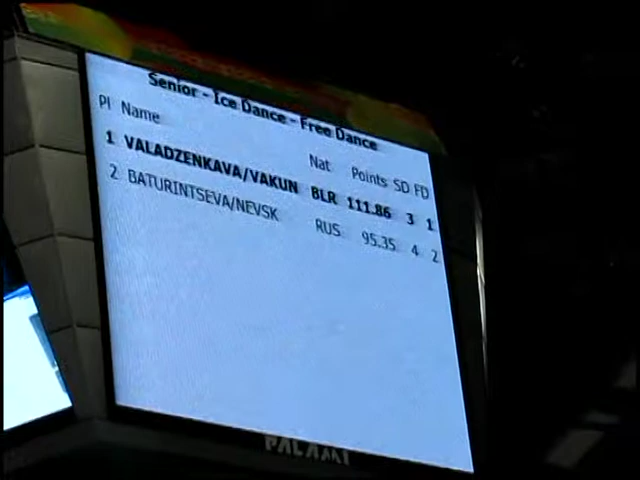 Senior - Ice Dance - Free Dance
Pl Name Nat Points SD FD
1 VALADZENKAVA/VAKUN BLR 111.86 3 1
2 BATURINTSEVA/NEVSK RUS 95.35 4 2